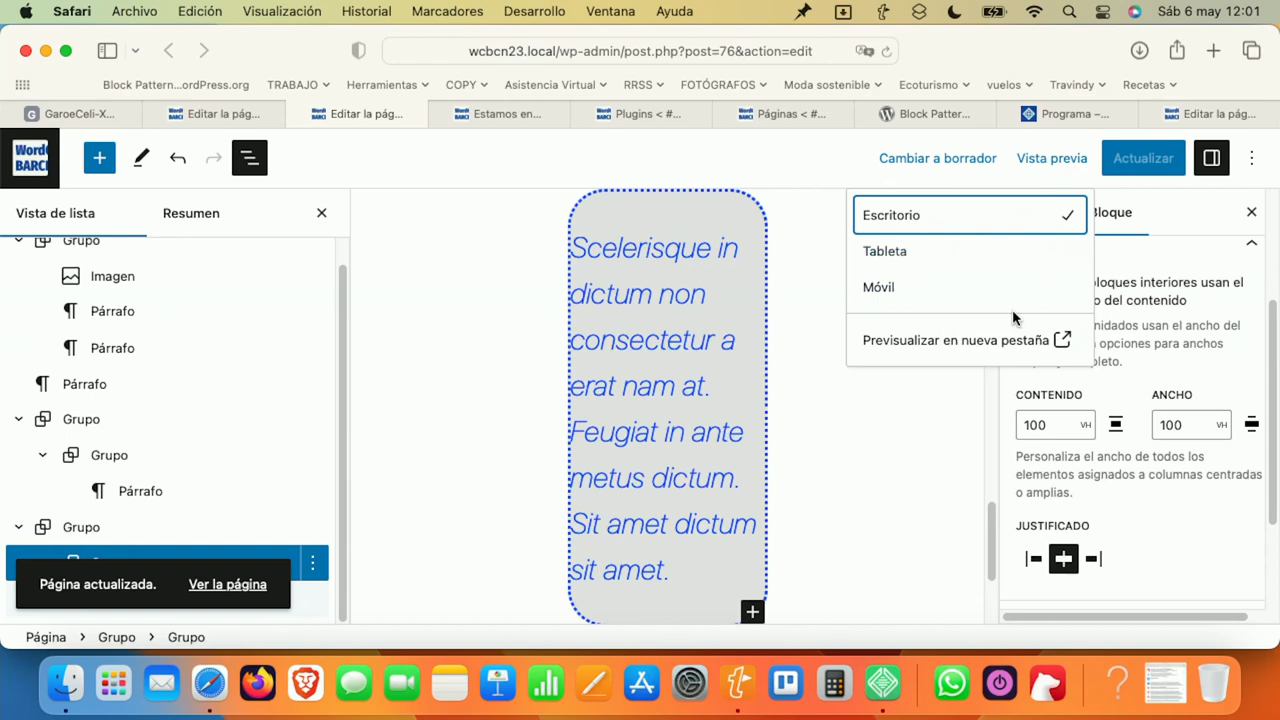 Safari Archivo Edición Visualización Historial Marcadores Desarrollo Ventana Ayuda Sáb 6 may 12:01
wcbcn23.local/wp-admin/post.php?post=76&action=edit
Block Pattern...ordPress.org TRABAJO Herramientas COPY Asistencia Virtual RRSS FOTÓGRAFOS Moda sostenible Ecoturismo vuelos Travindy Recetas
G GaroeCeli-X... Editar la pág... Editar la pág... Estamos en... Plugins < #... Páginas < #... Block Patter... Programa –... Editar la pág...
Word
BARCI
Cambiar a borrador Vista previa Actualizar
Vista de lista Resumen
Grupo
Imagen
Párrafo
Párrafo
Párrafo
Grupo
Grupo
Párrafo
Grupo
Página actualizada. Ver la página
Scelerisque in
dictum non
consectetur a
erat nam at.
Feugiat in ante
metus dictum.
Sit amet dictum
sit amet.
Escritorio
Tableta
Móvil
Previsualizar en nueva pestaña
Bloque
bloques interiores usan el
o del contenido
nidados usan el ancho del
opciones para anchos
pleto.
CONTENIDO ANCHO
100 VH 100 VH
Personaliza el ancho de todos los
elementos asignados a columnas centradas
o amplias.
JUSTIFICADO
Página Grupo Grupo